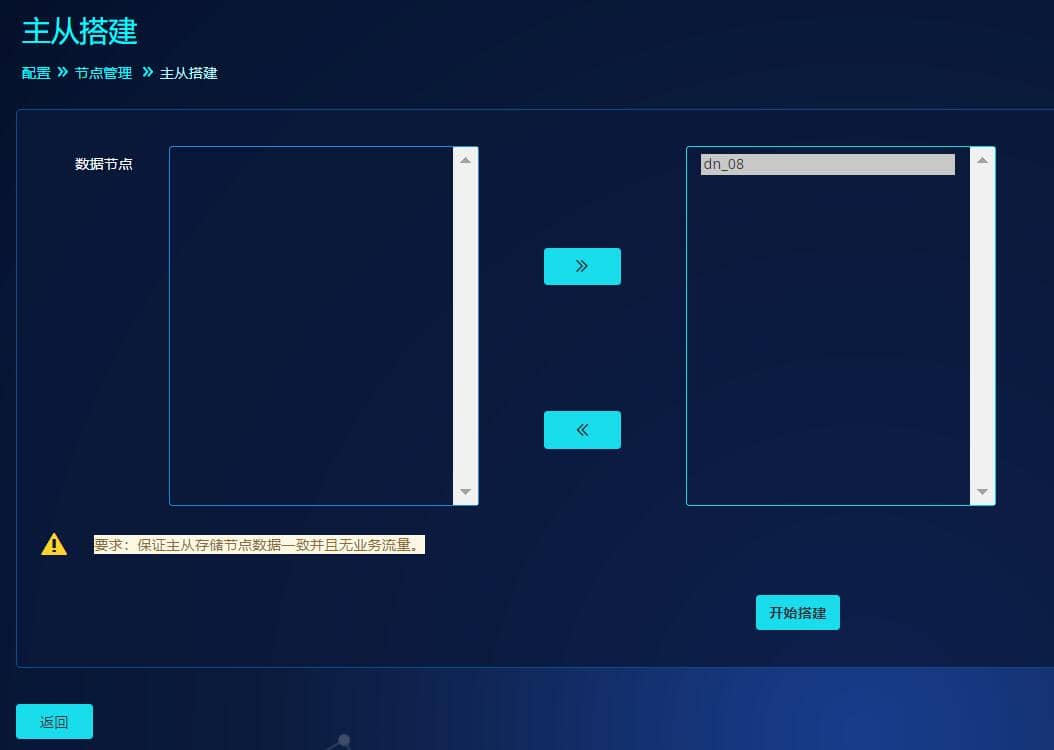 主从搭建
配置 » 节点管理 » 主从搭建
数据节点
dn_08
»
«
要求：保证主从存储节点数据一致并且无业务流量。
开始搭建
返回